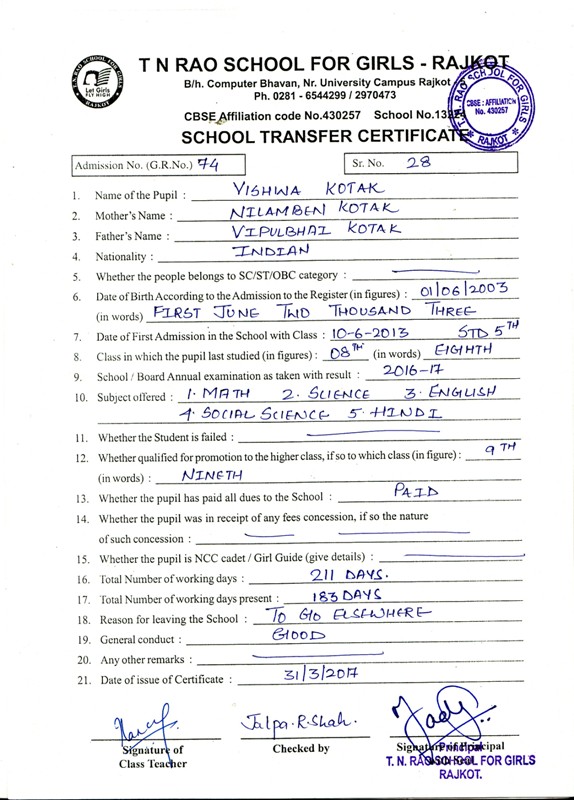 T. N. RAO SCHOOL FOR GIRLS
Let Girls
FLY HIGH
RAJKOT
T N RAO SCHOOL FOR GIRLS - RAJKOT
B/h. Computer Bhavan, Nr. University Campus Rajkot
Ph. 0281 - 6544299 / 2970473
CBSE Affiliation code No.430257 School No.
SCHOOL TRANSFER CERTIFICATE
T. N. RAO SCHOOL FOR GIRLS
CBSE : AFFILIATION
No. 430257
RAJKOT
Admission No. (G.R.No.) 74 Sr. No. 28
1. Name of the Pupil : VISHWA KOTAK
2. Mother's Name : NILAMBEN KOTAK
3. Father's Name : VIPULBHAI KOTAK
4. Nationality : INDIAN
5. Whether the people belongs to SC/ST/OBC category :
6. Date of Birth According to the Admission to the Register (in figures) : 01/06/2003
(in words) FIRST JUNE TWO THOUSAND THREE
7. Date of First Admission in the School with Class : 10-6-2013 STD 5TH
8. Class in which the pupil last studied (in figures) : 08TH (in words) EIGHTH
9. School / Board Annual examination as taken with result : 2016-17
10. Subject offered : 1. MATH 2. SCIENCE 3. ENGLISH
4. SOCIAL SCIENCE 5. HINDI
11. Whether the Student is failed :
12. Whether qualified for promotion to the higher class, if so to which class (in figure) : 9TH
(in words) : NINETH
13. Whether the pupil has paid all dues to the School : PAID
14. Whether the pupil was in receipt of any fees concession, if so the nature
of such concession :
15. Whether the pupil is NCC cadet / Girl Guide (give details) :
16. Total Number of working days : 211 DAYS.
17. Total Number of working days present : 183 DAYS
18. Reason for leaving the School : TO GO ELSEWHERE
19. General conduct : GOOD
20. Any other remarks :
21. Date of issue of Certificate : 31/3/2017
Jalpa.R.Shah.
Signature of
Class Teacher
Checked by
Signature of Principal
Principal
T. N. RAO SCHOOL FOR GIRLS
RAJKOT.